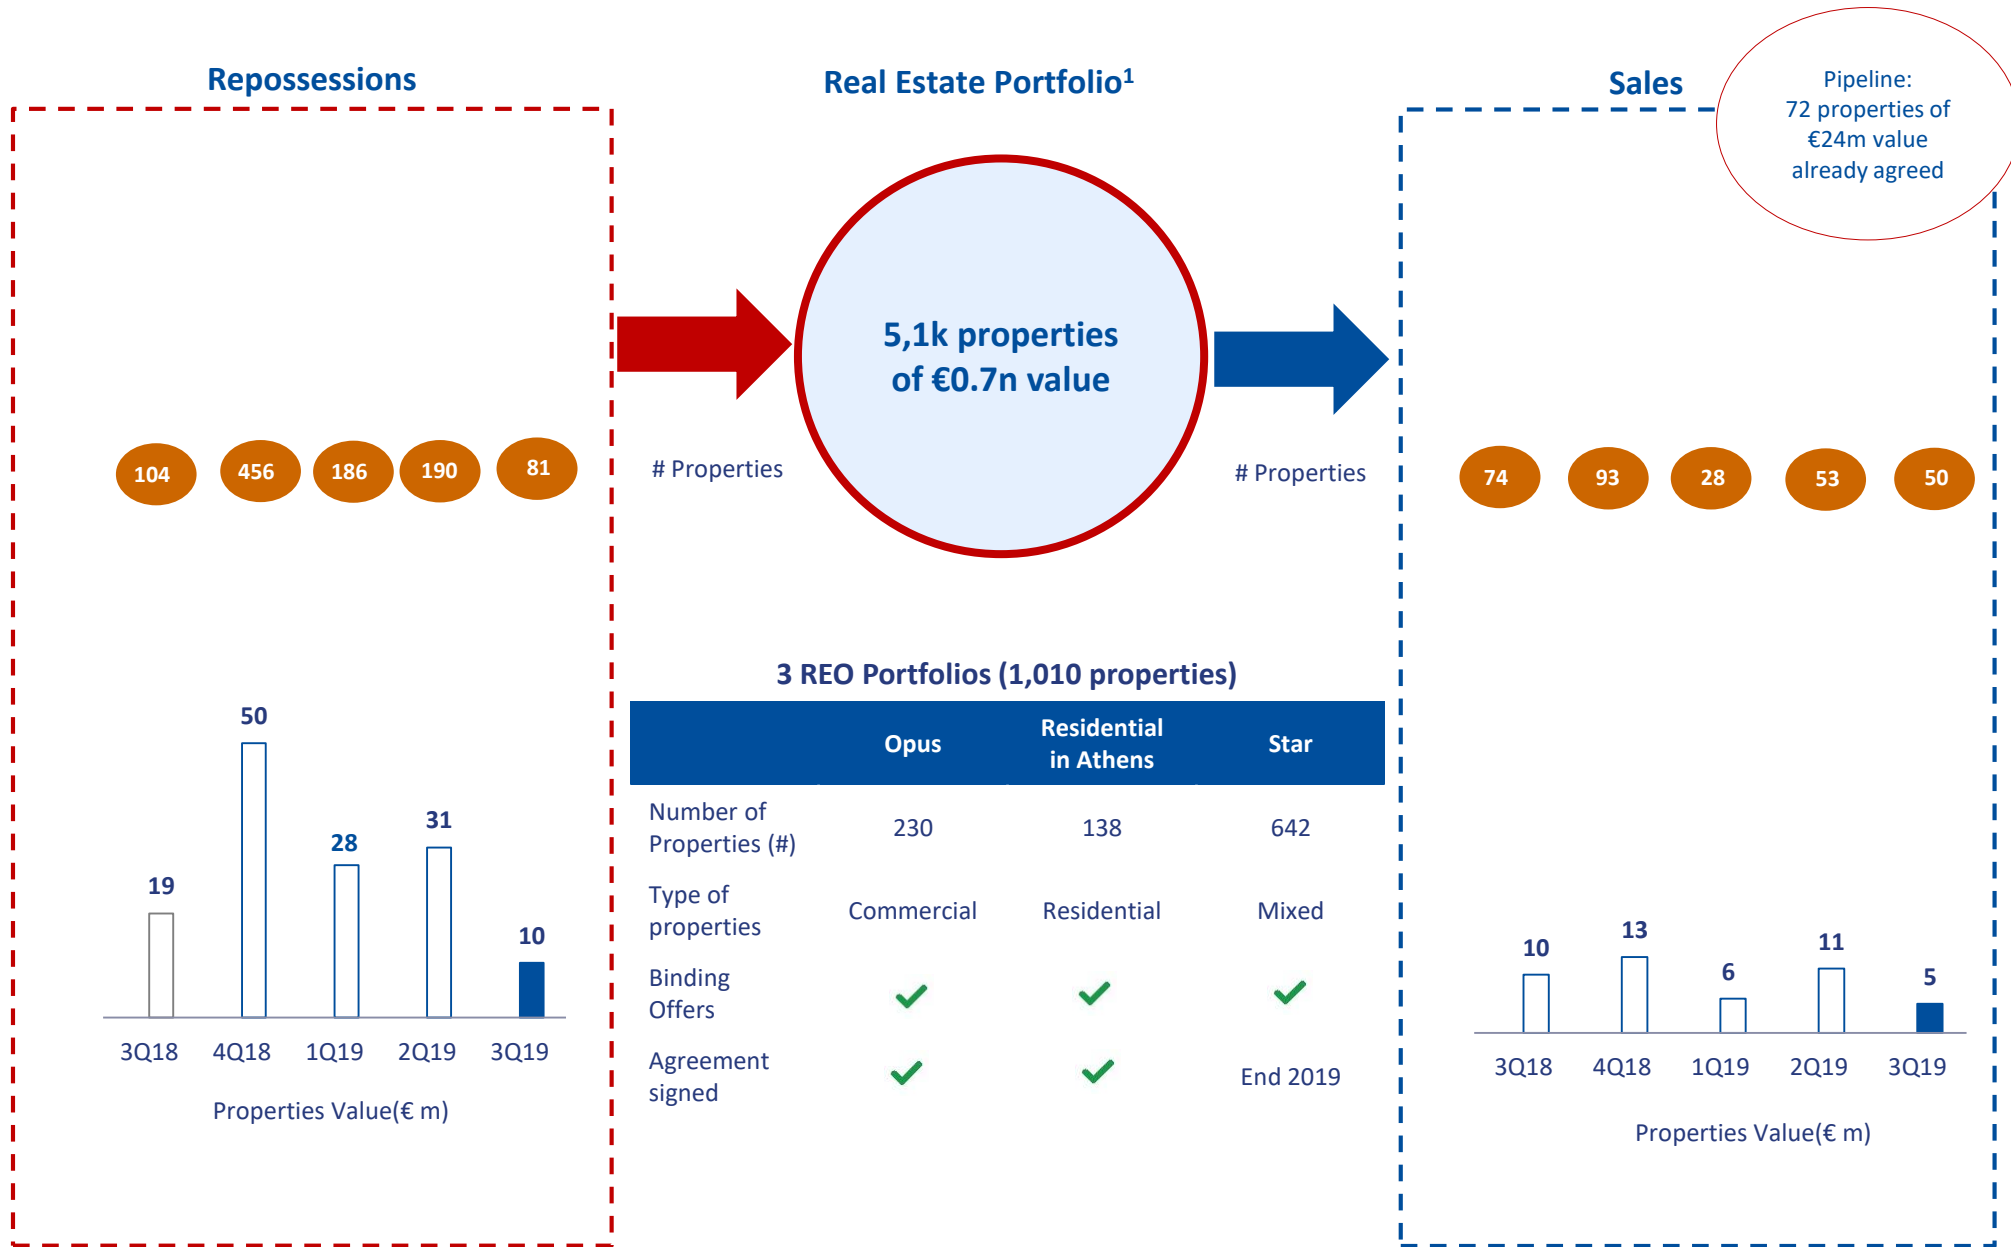 Repossessions
104 456 186 190 81
50
31
28
19
10
3Q18 4Q18 1Q19 2Q19 3Q19
Properties Value(€ m)
Real Estate Portfolio1
5,1k properties
of €0.7n value
# Properties
# Properties
3 REO Portfolios (1,010 properties)
Opus
Residential
in Athens
Star
Number of
Properties (#)
230 138 642
Type of
properties
Commercial Residential Mixed
Binding
Offers
Agreement
signed
End 2019
Sales
Pipeline:
72 properties of
€24m value
already agreed
74 93 28 53 50
10 13 6 11 5
3Q18 4Q18 1Q19 2Q19 3Q19
Properties Value(€ m)